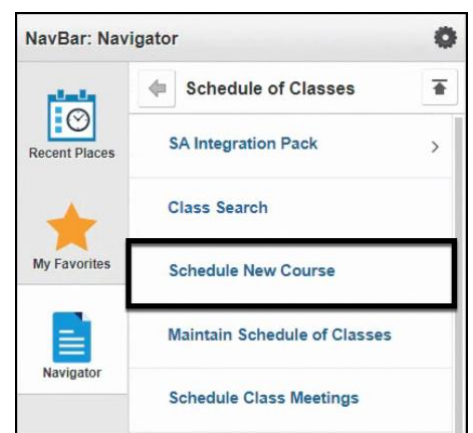 NavBar: Navigator
Schedule of Classes
Recent Places
SA Integration Pack
Class Search
My Favorites
Schedule New Course
Navigator
Maintain Schedule of Classes
Schedule Class Meetings